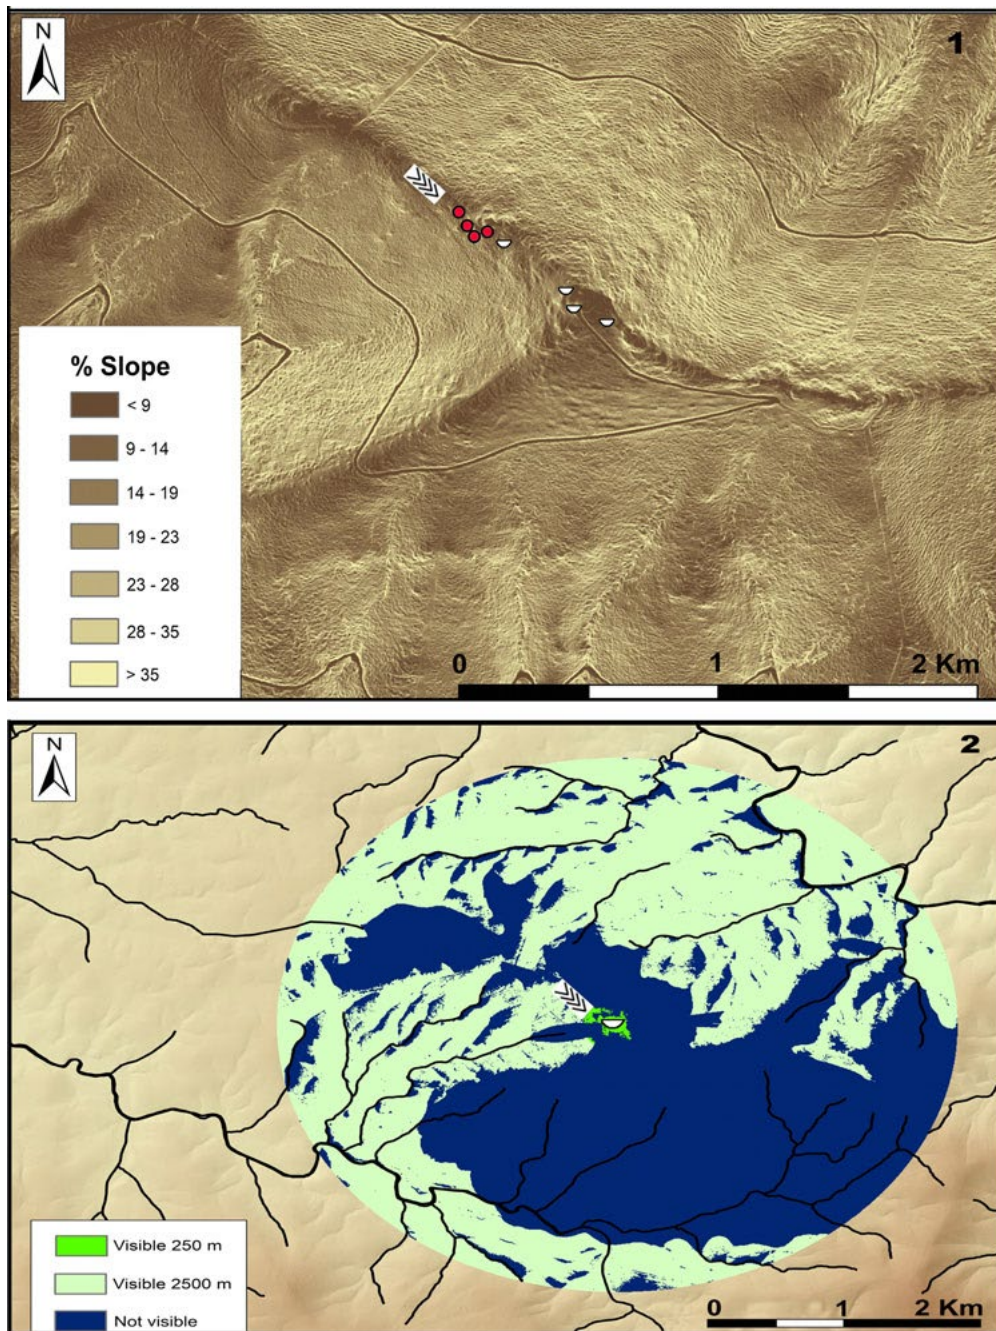 N
1
% Slope
< 9
9 - 14
14 - 19
19 - 23
23 - 28
28 - 35
> 35
0 1 2 Km
N
2
Visible 250 m
Visible 2500 m
Not visible
0 1 2 Km